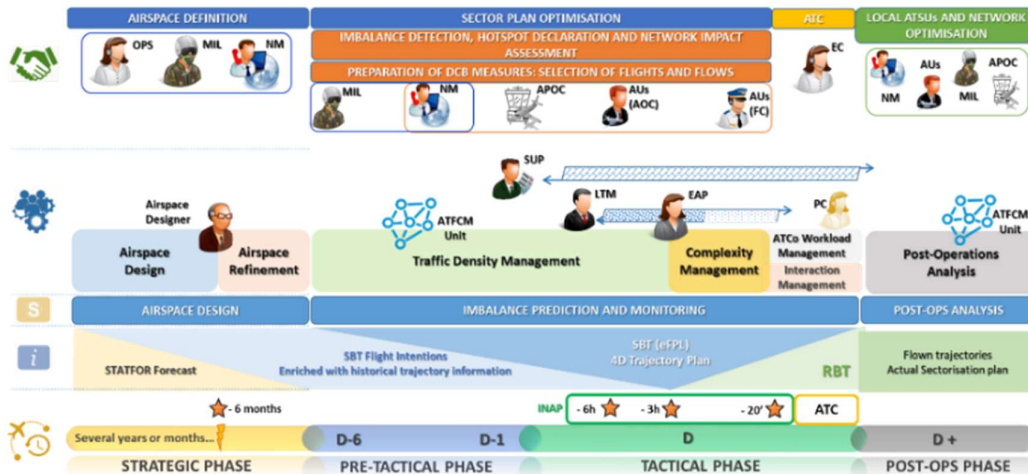 AIRSPACE DEFINITION
SECTOR PLAN OPTIMISATION
ATC
LOCAL ATSUs AND NETWORK
OPTIMISATION
IMBALANCE DETECTION, HOTSPOT DECLARATION AND NETWORK IMPACT
ASSESSMENT
PREPARATION OF DCB MEASURES: SELECTION OF FLIGHTS AND FLOWS
OPS
MIL
NM
MIL
NM
APOC
AUs
(AOC)
AUs
(FC)
EC
NM
AUs
MIL
APOC
SUP
LTM
EAP
PC
Airspace
Designer
ATFCM
Unit
ATFCM
Unit
Airspace
Design
Airspace
Refinement
Traffic Density Management
Complexity
Management
ATCo Workload
Management
Interaction
Management
Post-Operations
Analysis
S
AIRSPACE DESIGN
IMBALANCE PREDICTION AND MONITORING
POST-OPS ANALYSIS
i
STATFOR Forecast
SBT Flight Intentions
Enriched with historical trajectory information
SBT (eFPL)
4D Trajectory Plan
RBT
Flown trajectories
Actual Sectorisation plan
- 6 months
INAP
- 6h
- 3h
- 20'
ATC
Several years or months...
D-6
D-1
D
D +
STRATEGIC PHASE
PRE-TACTICAL PHASE
TACTICAL PHASE
POST-OPS PHASE